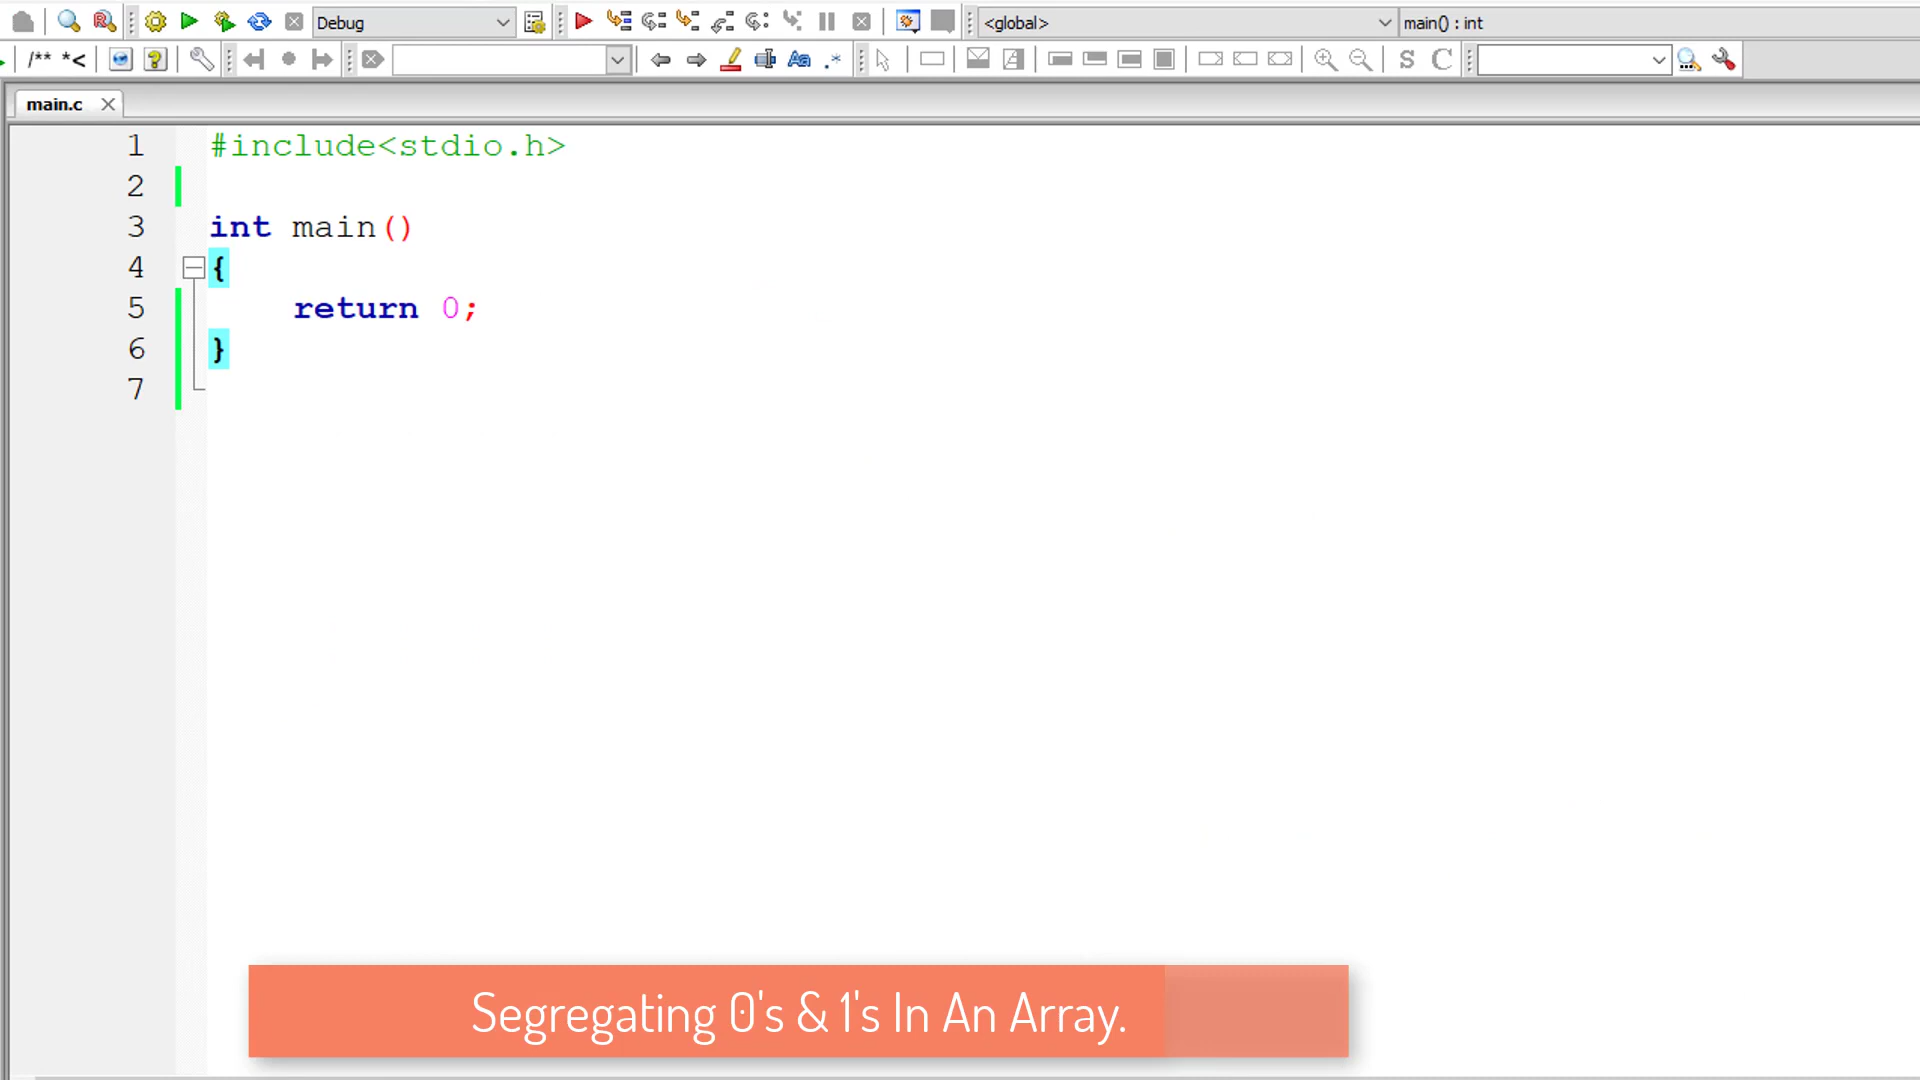 Debug
<global>
main() : int
/** *<
S C
main.c
1 #include<stdio.h>
2
3 int main()
4 {
5 return 0;
6 }
7
Segregating 0's & 1's In An Array.